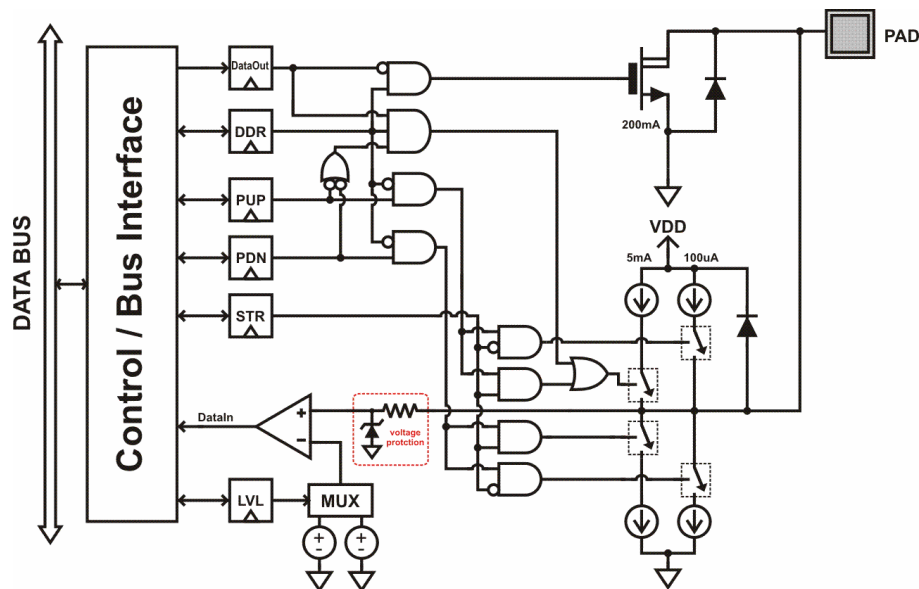 PAD
DataOut
DDR
200mA
PUP
PDN
VDD
5mA
100uA
STR
DATA BUS
Control / Bus Interface
DataIn
+
−
voltage
protction
LVL
MUX
+
-
+
-